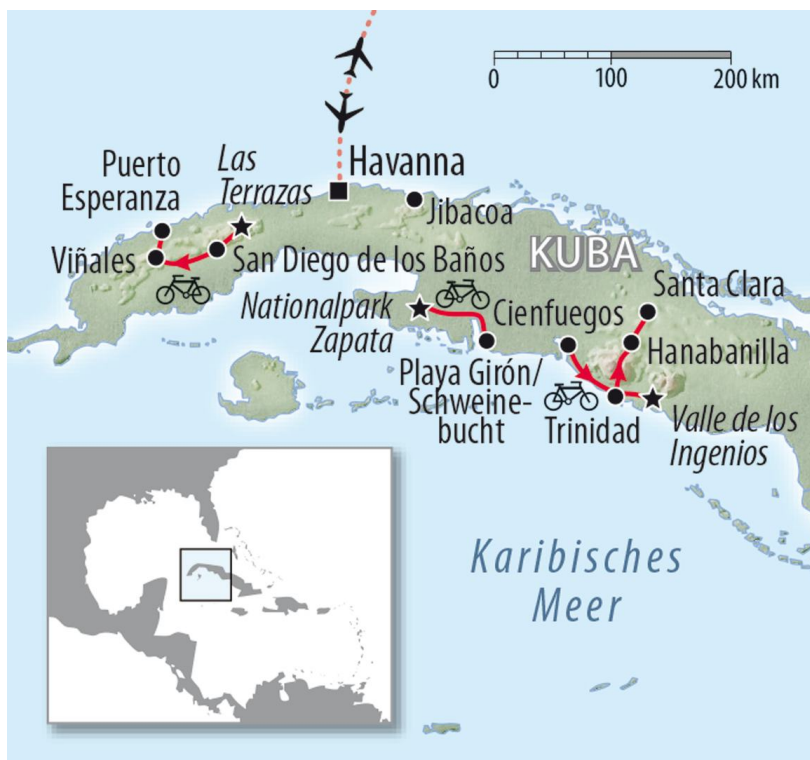 0 100 200 km
Havanna
Las
Terrazas
Puerto
Esperanza
Jibacoa
Viñales
San Diego de los Baños
KUBA
Santa Clara
Nationalpark
Zapata
Cienfuegos
Hanabanilla
Playa Girón/
Schweine-
bucht
Trinidad
Valle de los
Ingenios
Karibisches
Meer